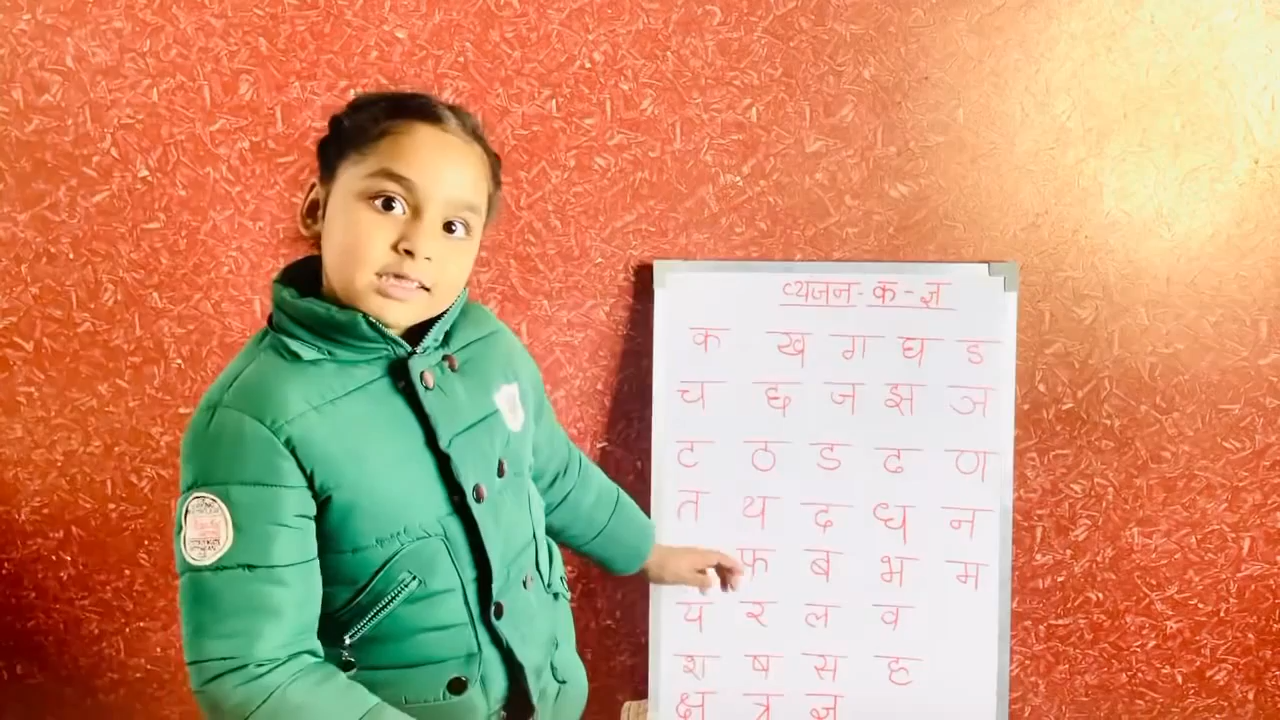 व्यजन-क-ज्ञ
क ख ग घ ड
च छ ज झ ञ
ट ठ ड ढ ण
त थ द ध न
फ ब भ म
य र ल व
श ष स ह
क्ष त्र ज्ञ